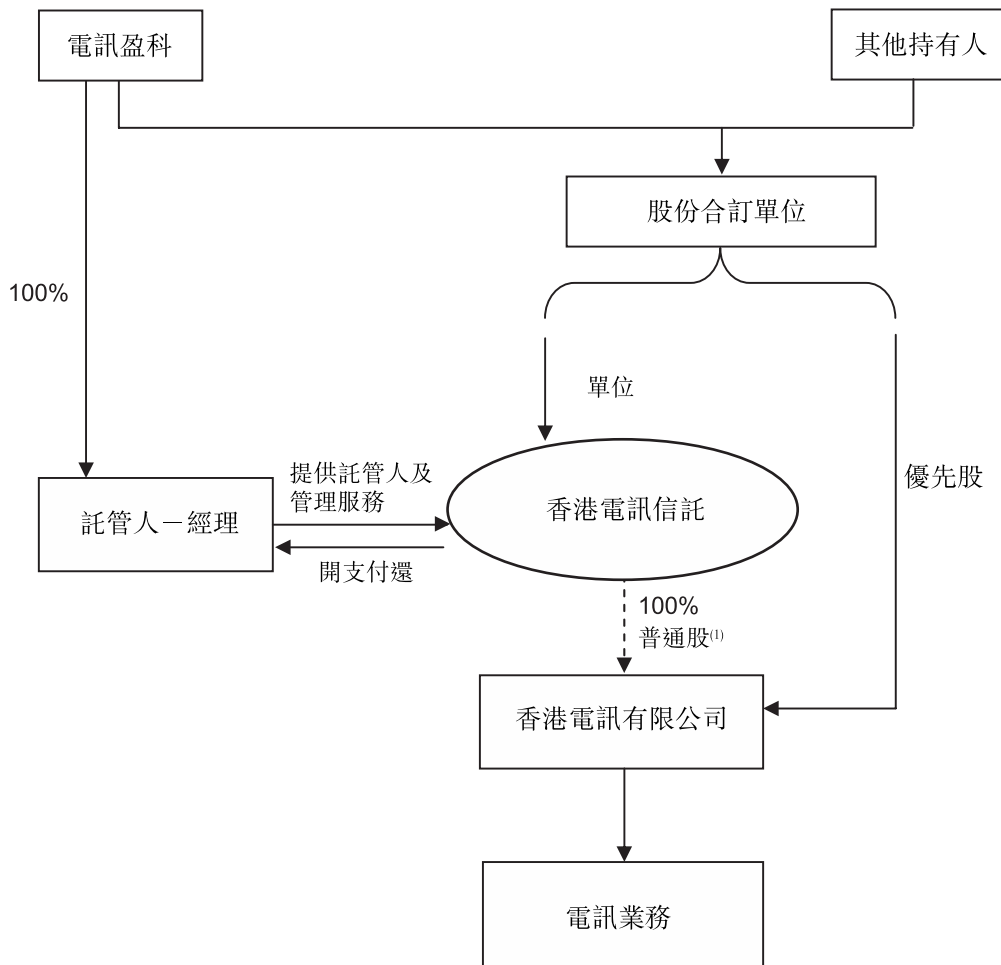 電訊盈科
其他持有人
股份合訂單位
100%
單位
提供託管人及
管理服務
優先股
託管人－經理
香港電訊信託
開支付還
100%
普通股(1)
香港電訊有限公司
電訊業務